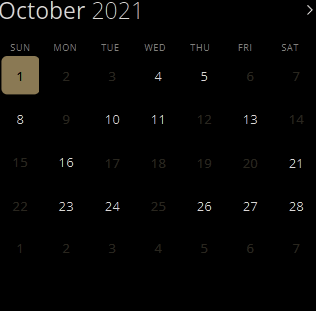 October 2021 >
SUN MON TUE WED THU FRI SAT
1 2 3 4 5 6 7
8 9 10 11 12 13 14
15 16 17 18 19 20 21
22 23 24 25 26 27 28
1 2 3 4 5 6 7